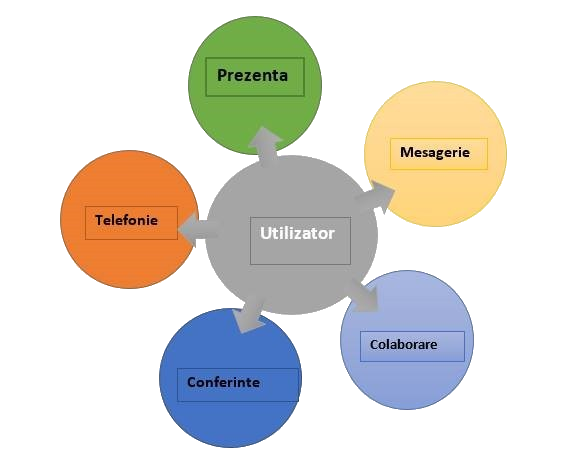 Prezenta
Mesagerie
Telefonie
Utilizator
Colaborare
Conferinte